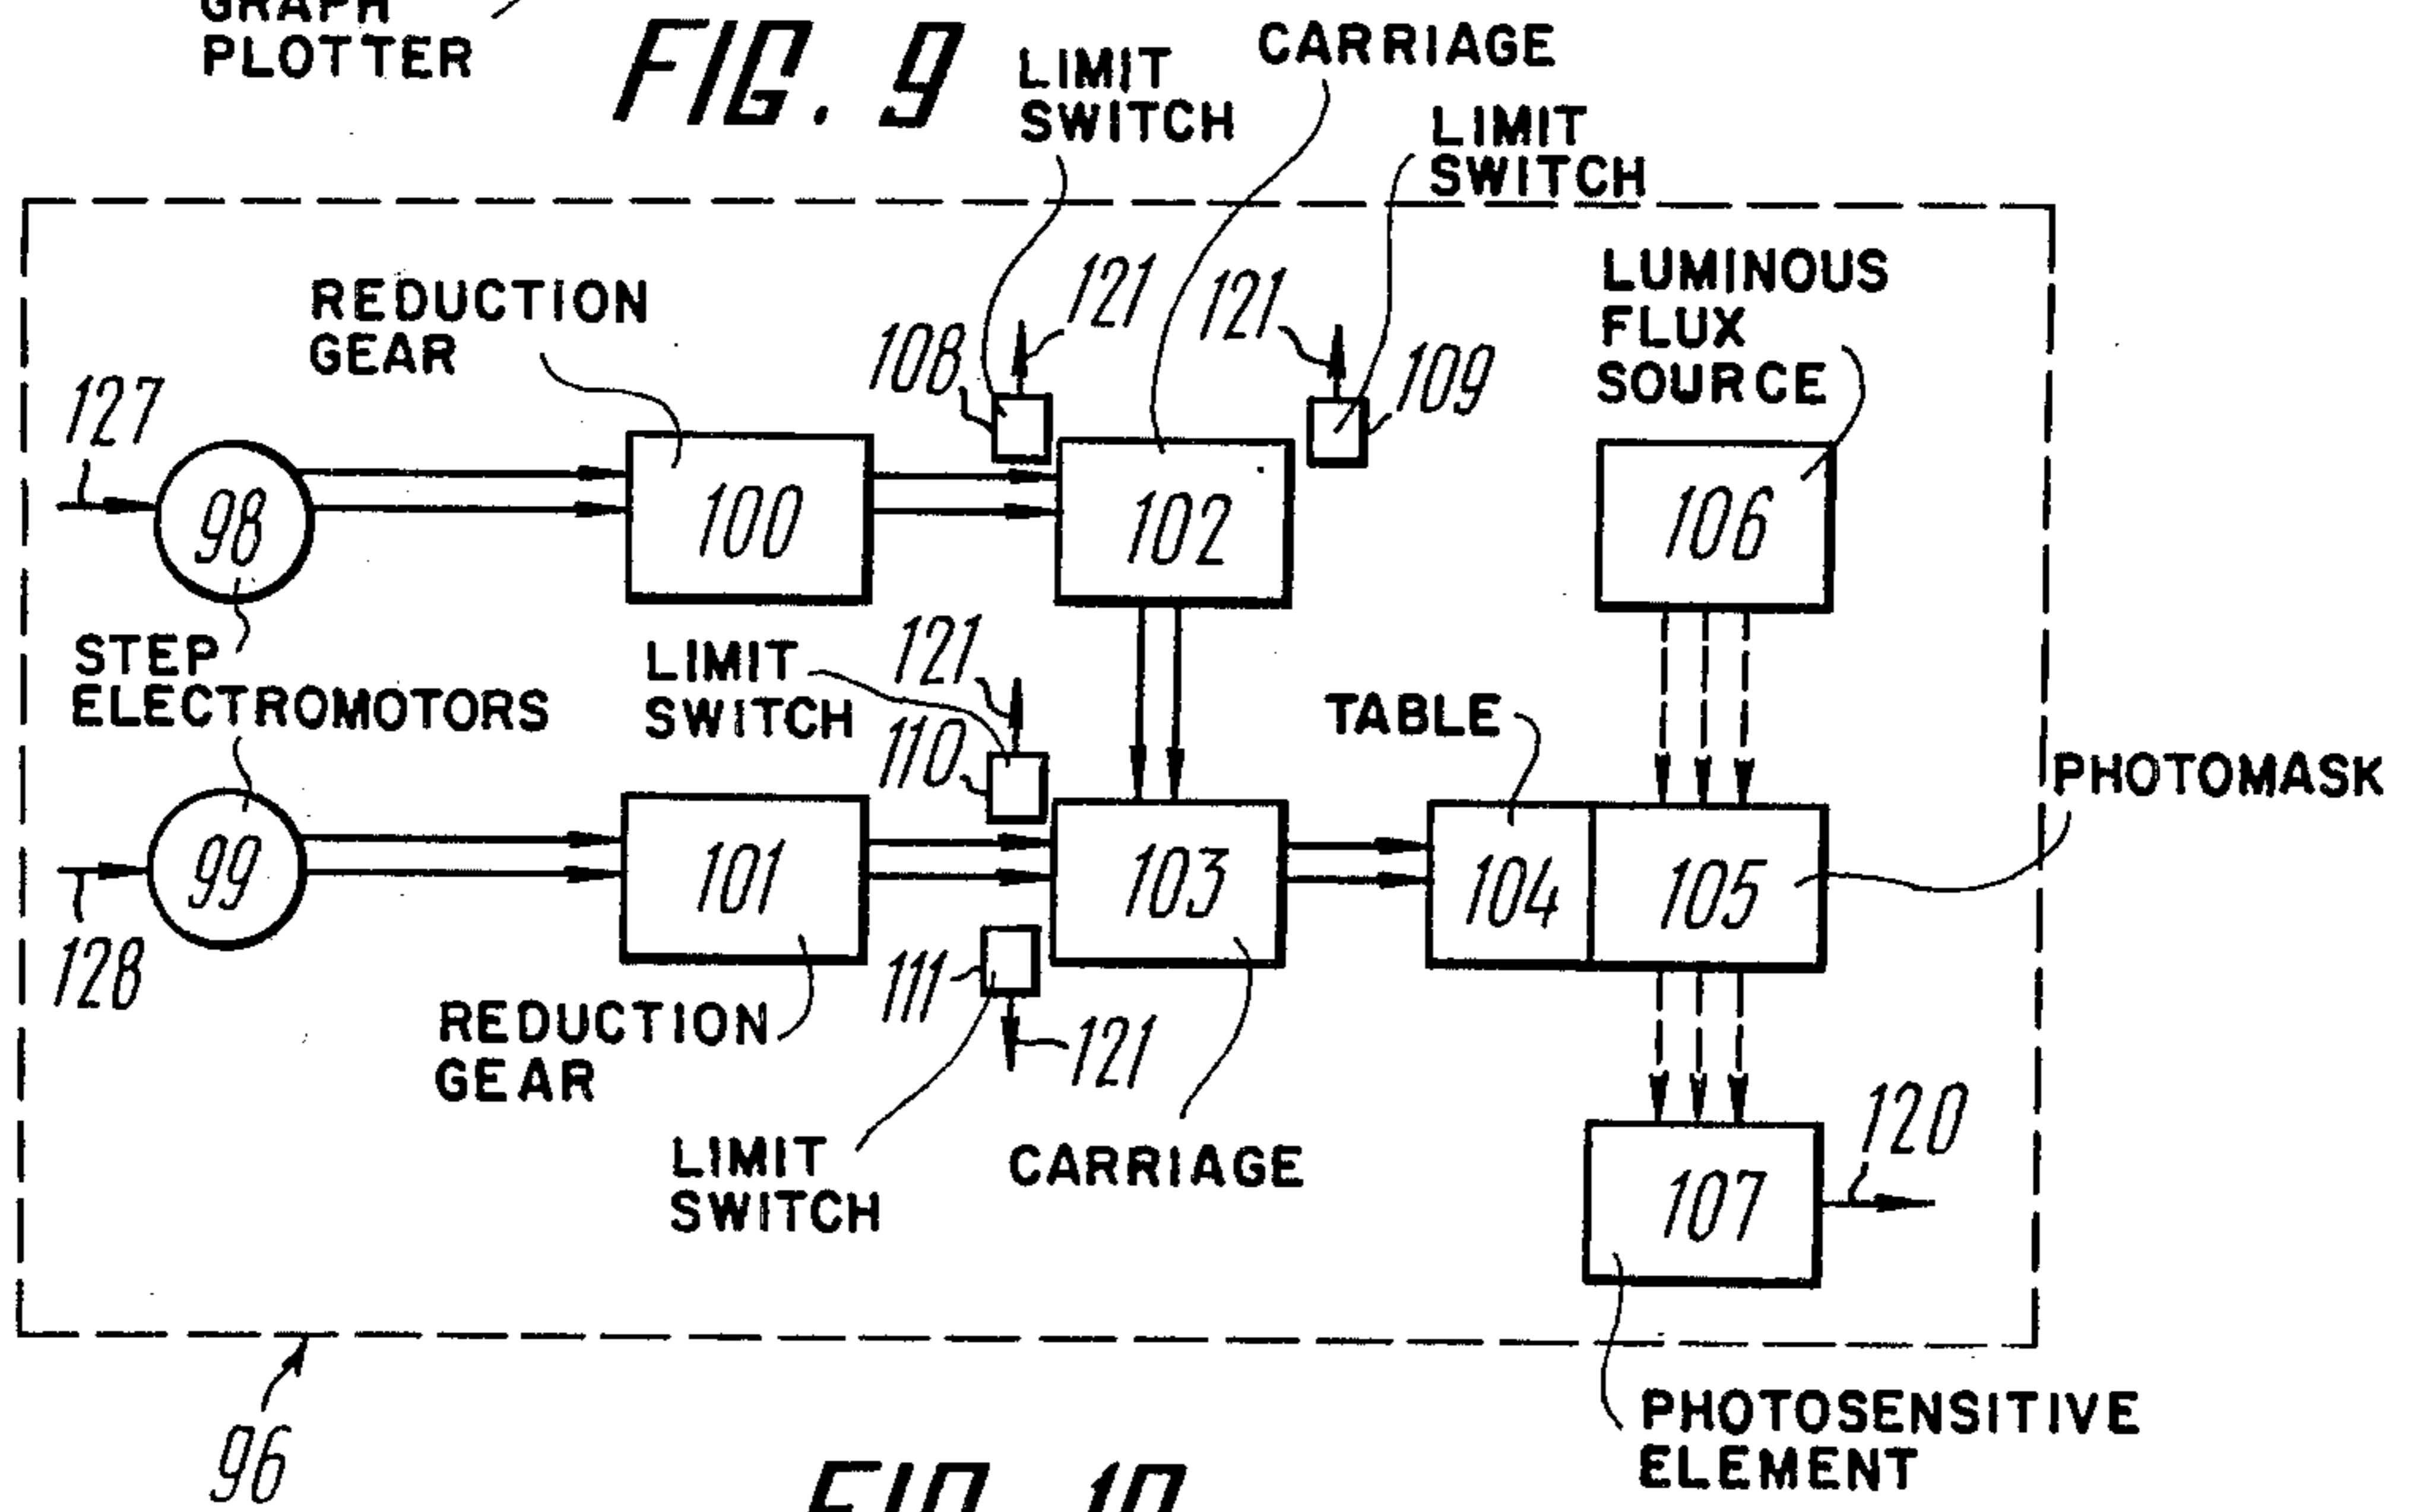 PLOTTER
FIG. 9
LIMIT
SWITCH
CARRIAGE
LIMIT
SWITCH
REDUCTION
GEAR
LUMINOUS
FLUX
SOURCE
121
121
108
109
127
98
100
102
106
STEP
ELECTROMOTORS
LIMIT
SWITCH
121
110
TABLE
PHOTOMASK
99
101
103
104
105
128
111
121
REDUCTION
GEAR
LIMIT
SWITCH
CARRIAGE
120
107
96
PHOTOSENSITIVE
ELEMENT